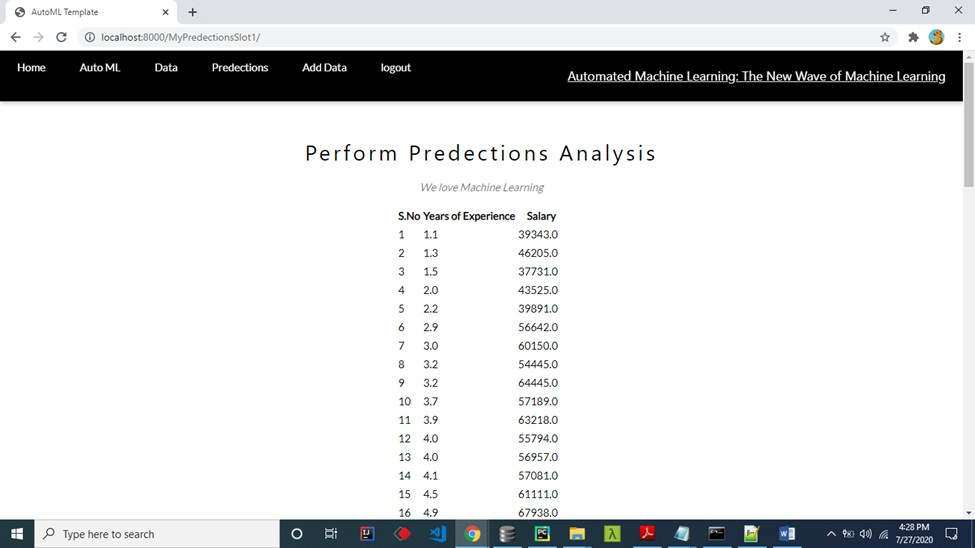 AutoML Template
localhost:8000/MyPredectionsSlot1/
Home Auto ML Data Predections Add Data logout
Automated Machine Learning: The New Wave of Machine Learning
Perform Predections Analysis
We love Machine Learning
S.No Years of Experience Salary
1 1.1 39343.0
2 1.3 46205.0
3 1.5 37731.0
4 2.0 43525.0
5 2.2 39891.0
6 2.9 56642.0
7 3.0 60150.0
8 3.2 54445.0
9 3.2 64445.0
10 3.7 57189.0
11 3.9 63218.0
12 4.0 55794.0
13 4.0 56957.0
14 4.1 57081.0
15 4.5 61111.0
16 4.9 67938.0
Type here to search
4:28 PM
7/27/2020